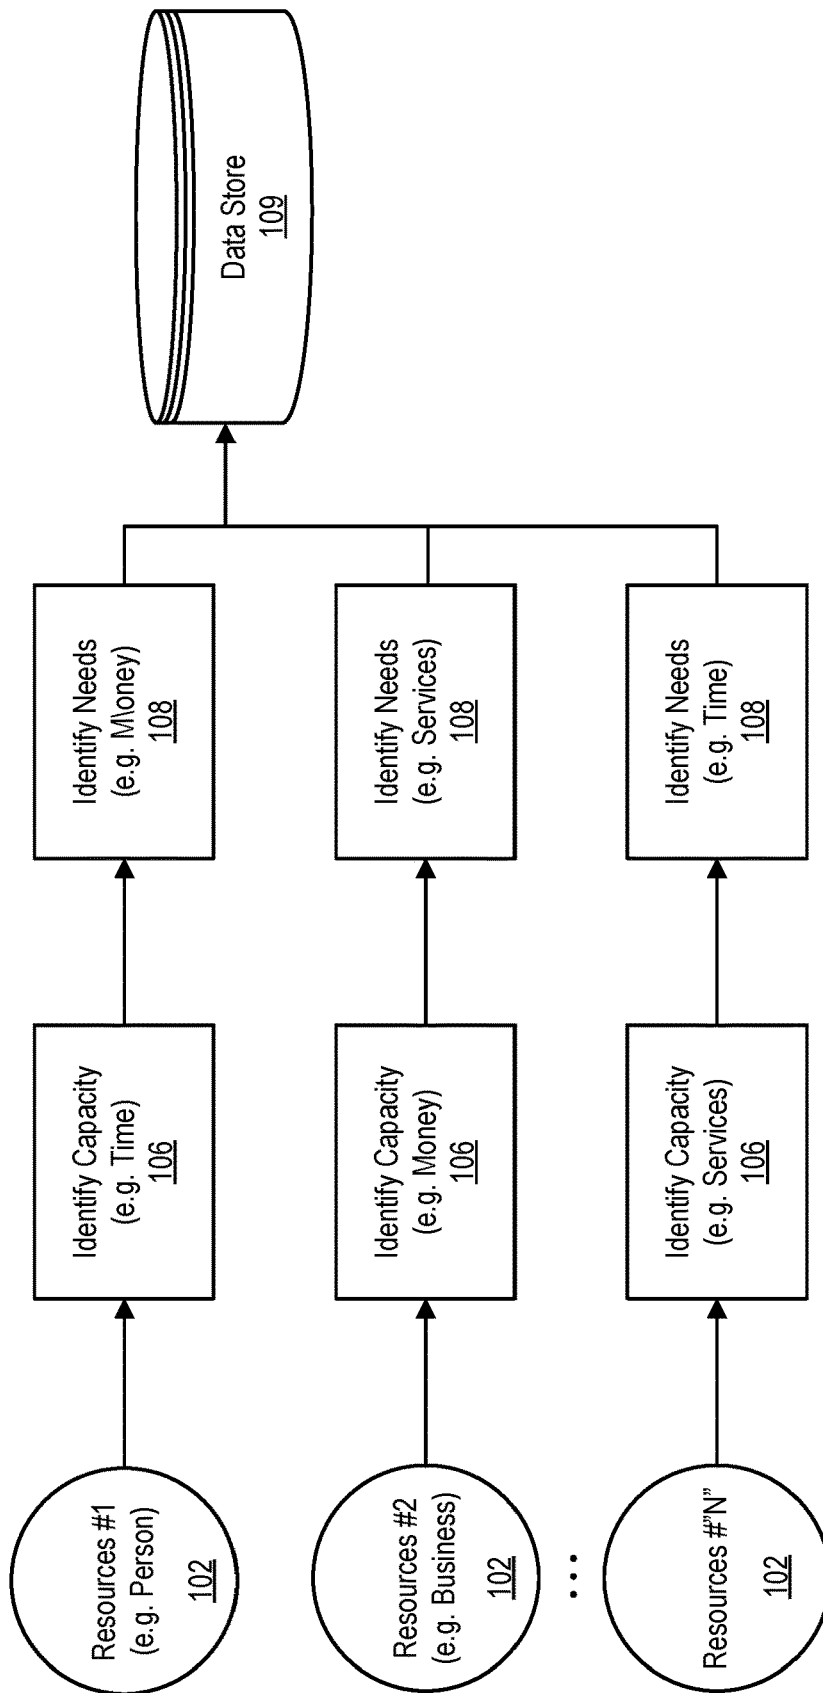 Resources #1
(e.g. Person)
102
Identify Capacity
(e.g. Time)
106
Identify Needs
(e.g. M\oney)
108
Resources #2
(e.g. Business)
102
Identify Capacity
(e.g. Money)
106
Identify Needs
(e.g. Services)
108
Data Store
109
Resources #"N"
102
Identify Capacity
(e.g. Services)
106
Identify Needs
(e.g. Time)
108